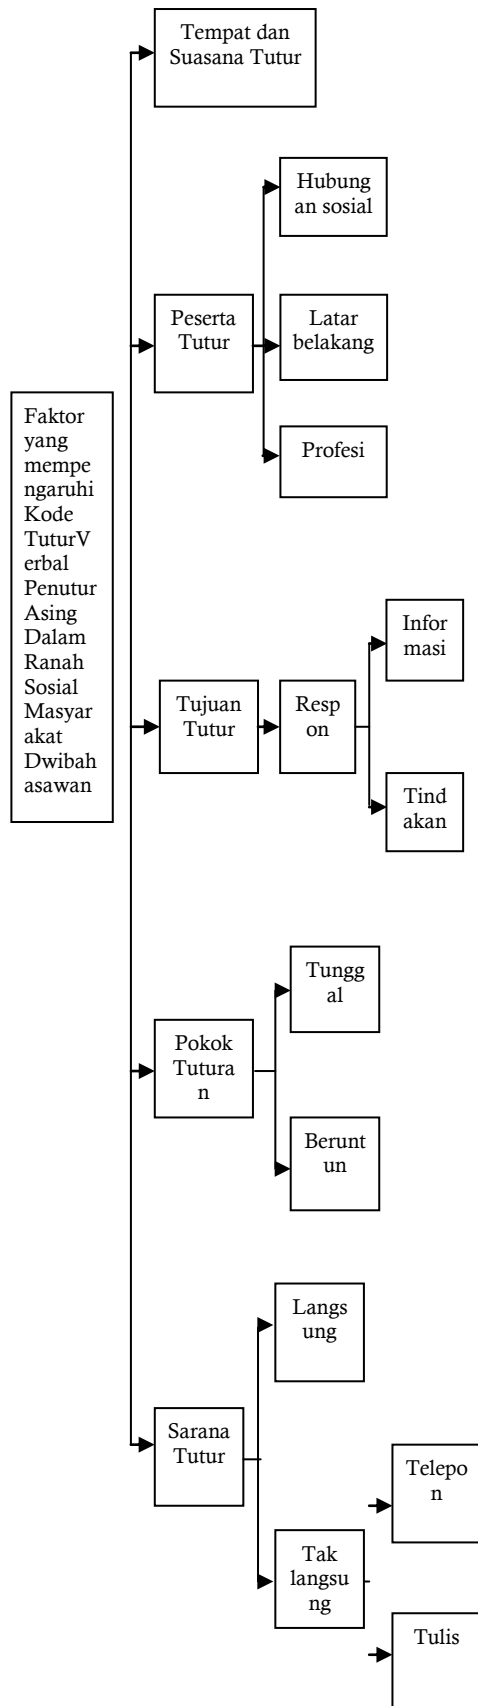 Tempat dan
Suasana Tutur
Hubung
an sosial
Peserta
Tutur
Latar
belakang
Profesi
Faktor
yang
mempe
ngaruhi
Kode
TuturV
erbal
Penutur
Asing
Dalam
Ranah
Sosial
Masyar
akat
Dwibah
asawan
Tujuan
Tutur
Resp
on
Infor
masi
Tind
akan
Pokok
Tutura
n
Tungg
al
Berunt
un
Sarana
Tutur
Langs
ung
Tak
langsu
ng
Telepo
n
Tulis